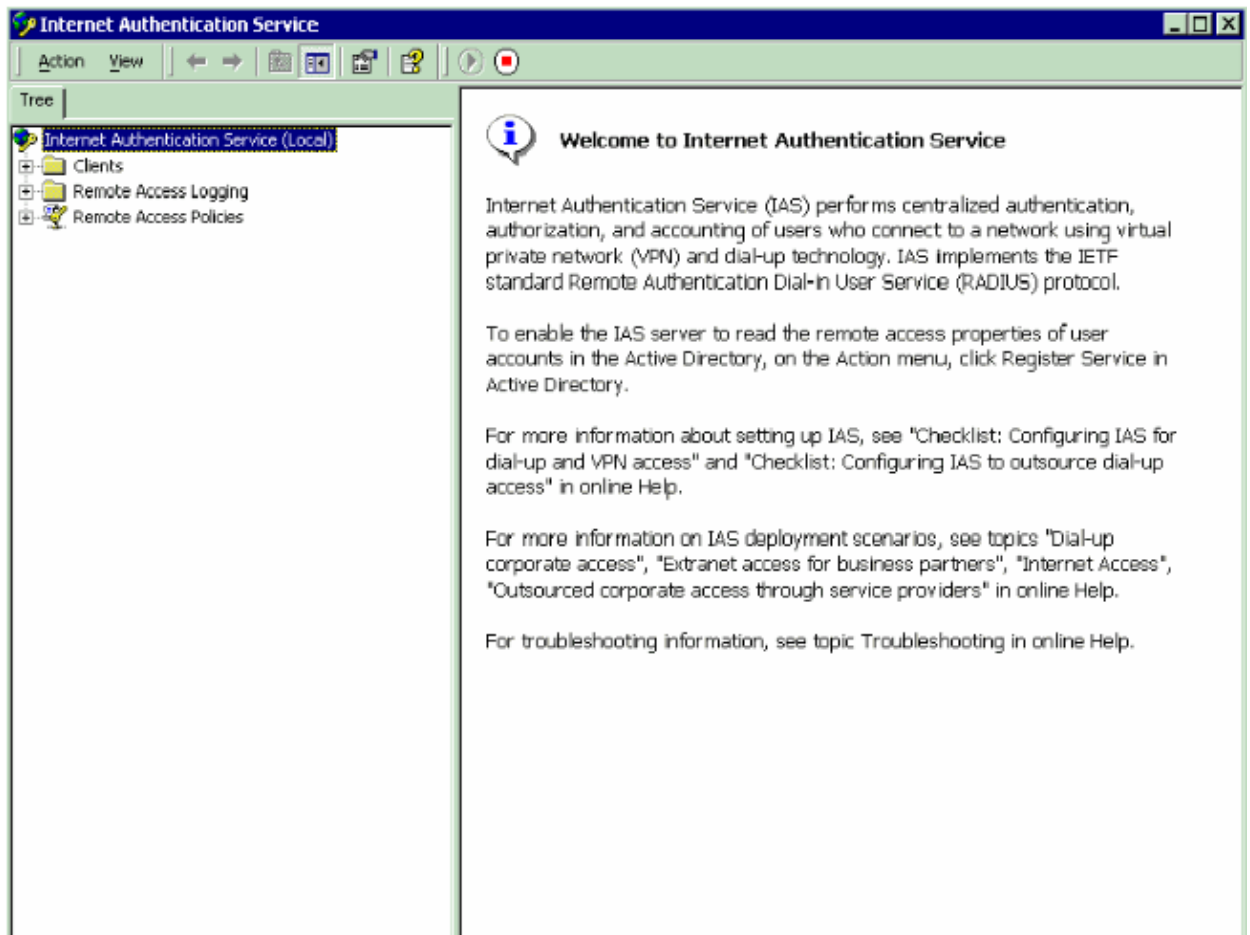 Internet Authentication Service
Action View
Tree
Internet Authentication Service (Local)
Clients
Remote Access Logging
Remote Access Policies
Welcome to Internet Authentication Service
Internet Authentication Service (IAS) performs centralized authentication,
authorization, and accounting of users who connect to a network using virtual
private network (VPN) and dial-up technology. IAS implements the IETF
standard Remote Authentication Dial-in User Service (RADIUS) protocol.
To enable the IAS server to read the remote access properties of user
accounts in the Active Directory, on the Action menu, click Register Service in
Active Directory.
For more information about setting up IAS, see "Checklist: Configuring IAS for
dial-up and VPN access" and "Checklist: Configuring IAS to outsource dial-up
access" in online Help.
For more information on IAS deployment scenarios, see topics "Dial-up
corporate access", "Extranet access for business partners", "Internet Access",
"Outsourced corporate access through service providers" in online Help.
For troubleshooting information, see topic Troubleshooting in online Help.